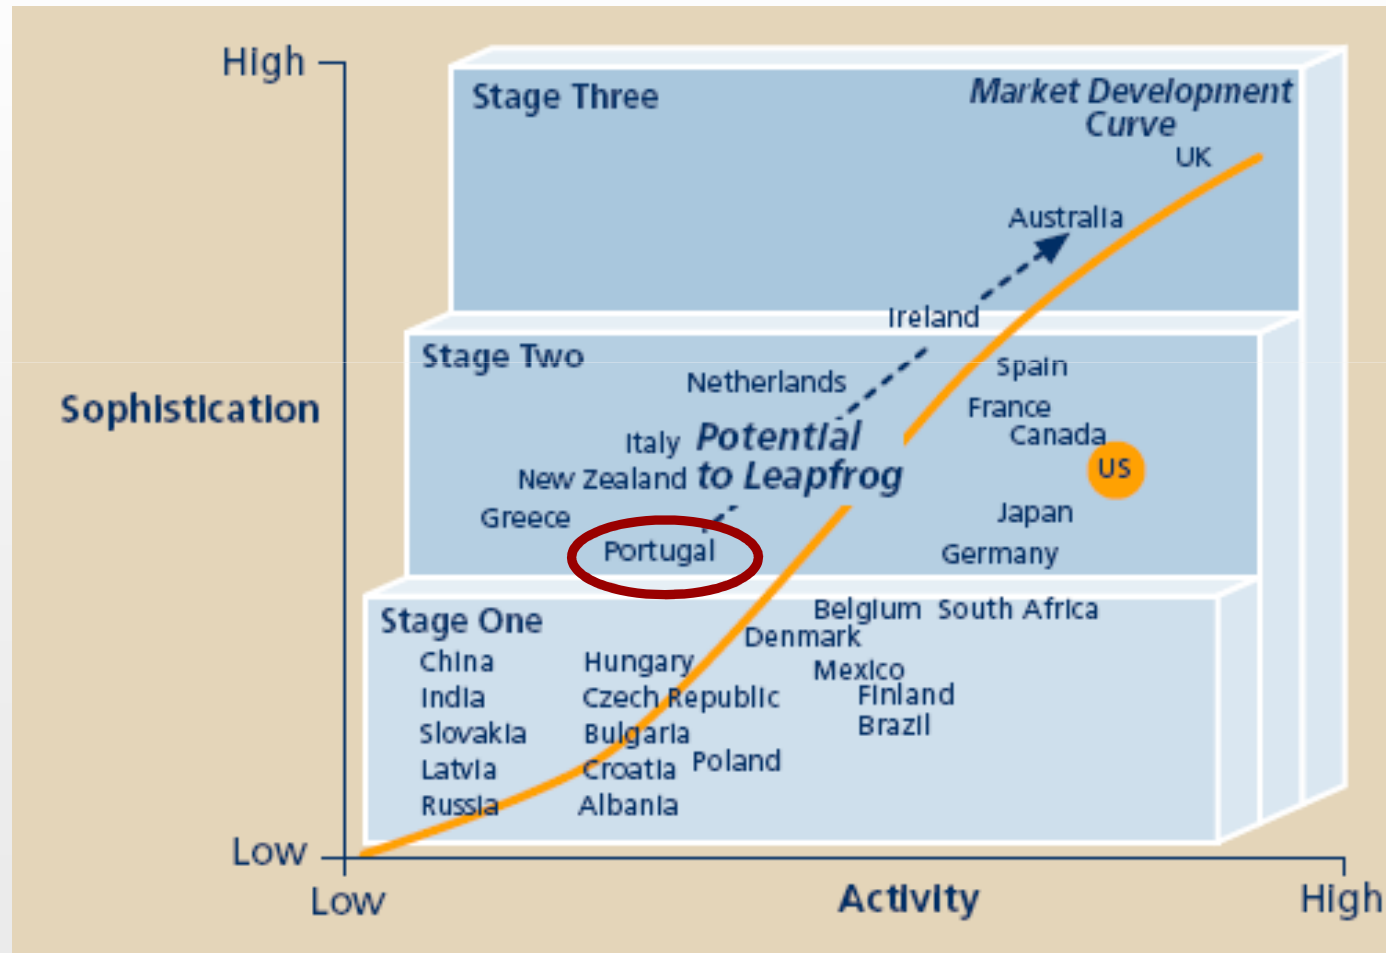 High
Stage Three
Market Development
Curve
UK
Australia
Ireland
Stage Two
Spain
Netherlands
France
Sophistication
Canada
Italy
Potential
to Leapfrog
US
New Zealand
Greece
Japan
Portugal
Germany
Stage One
Belgium
South Africa
Denmark
China
Hungary
Mexico
India
Czech Republic
Finland
Slovakia
Bulgaria
Brazil
Latvia
Croatia
Poland
Russia
Albania
Low
Low
Activity
High